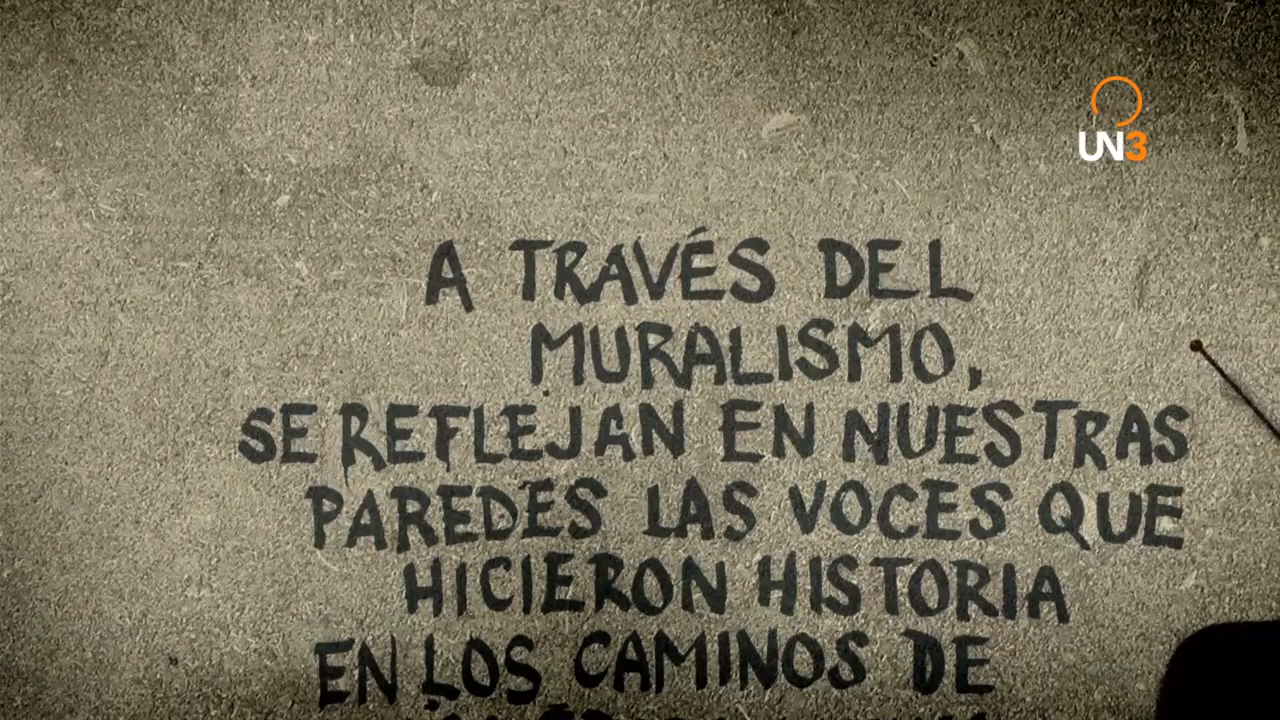 UN3
A TRAVÉS DEL
MURALISMO,
SE REFLEJAN EN NUESTRAS
PAREDES LAS VOCES QUE
HICIERON HISTORIA
EN LOS CAMINOS DE